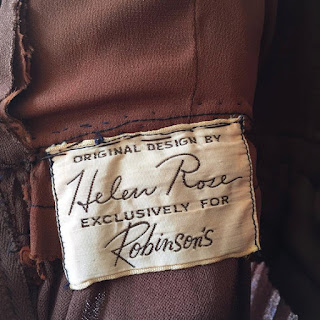 ORIGINAL DESIGN BY
Helen Rose
EXCLUSIVELY FOR
Robinson's